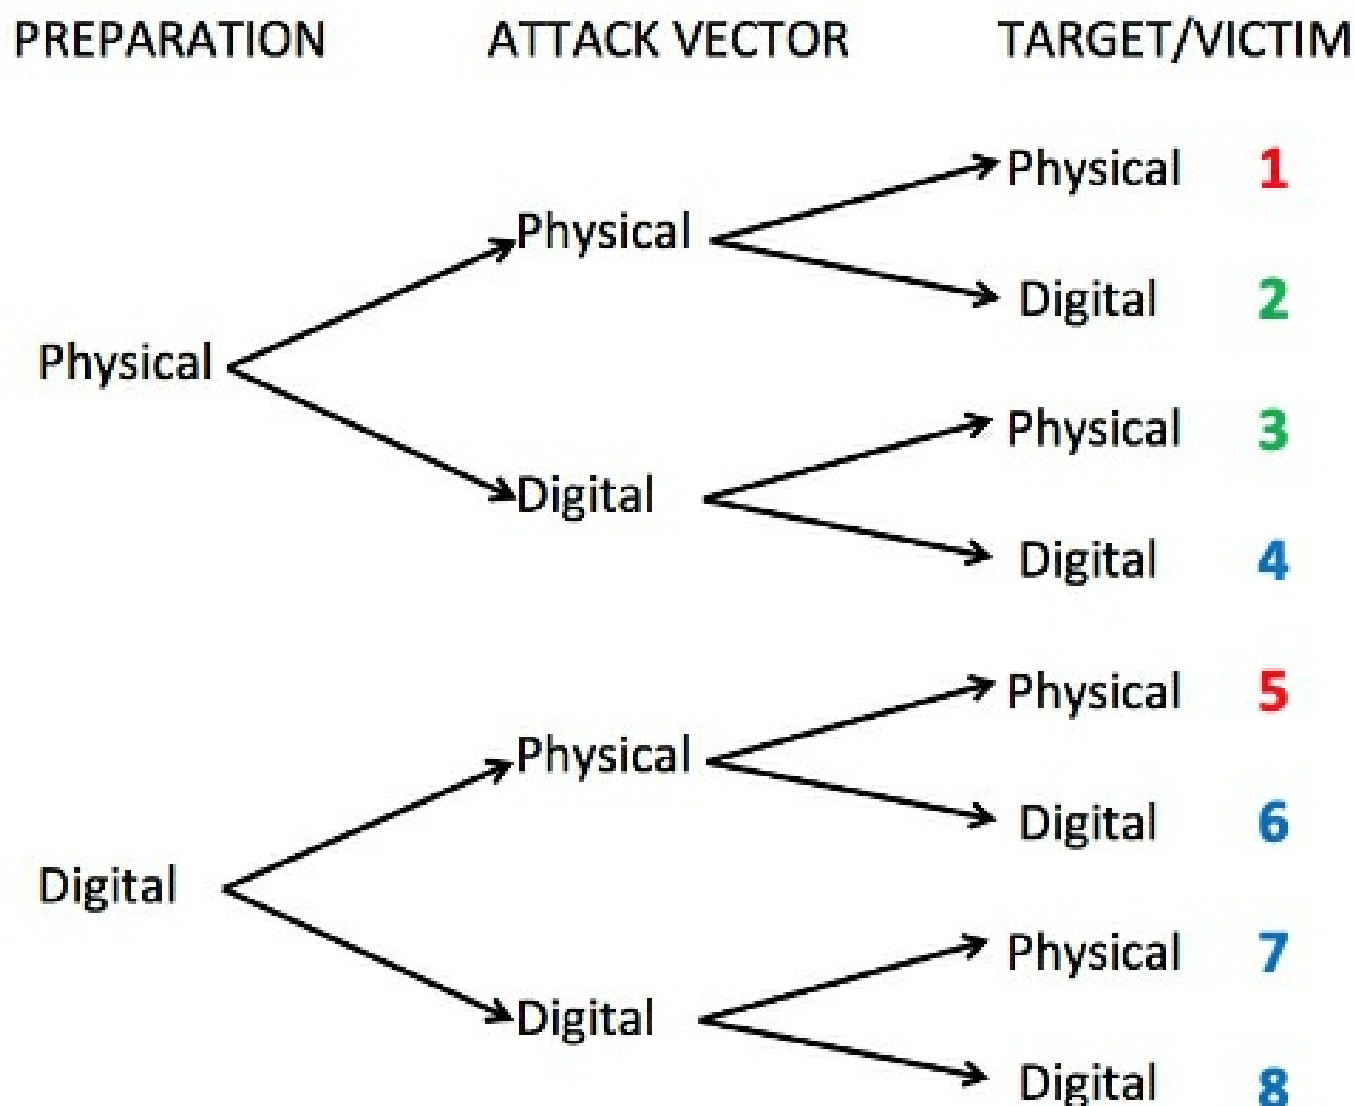 PREPARATION ATTACK VECTOR TARGET/VICTIM
Physical 1
Physical
Digital 2
Physical
Physical 3
Digital
Digital 4
Physical 5
Physical
Digital 6
Digital
Physical 7
Digital
Digital 8